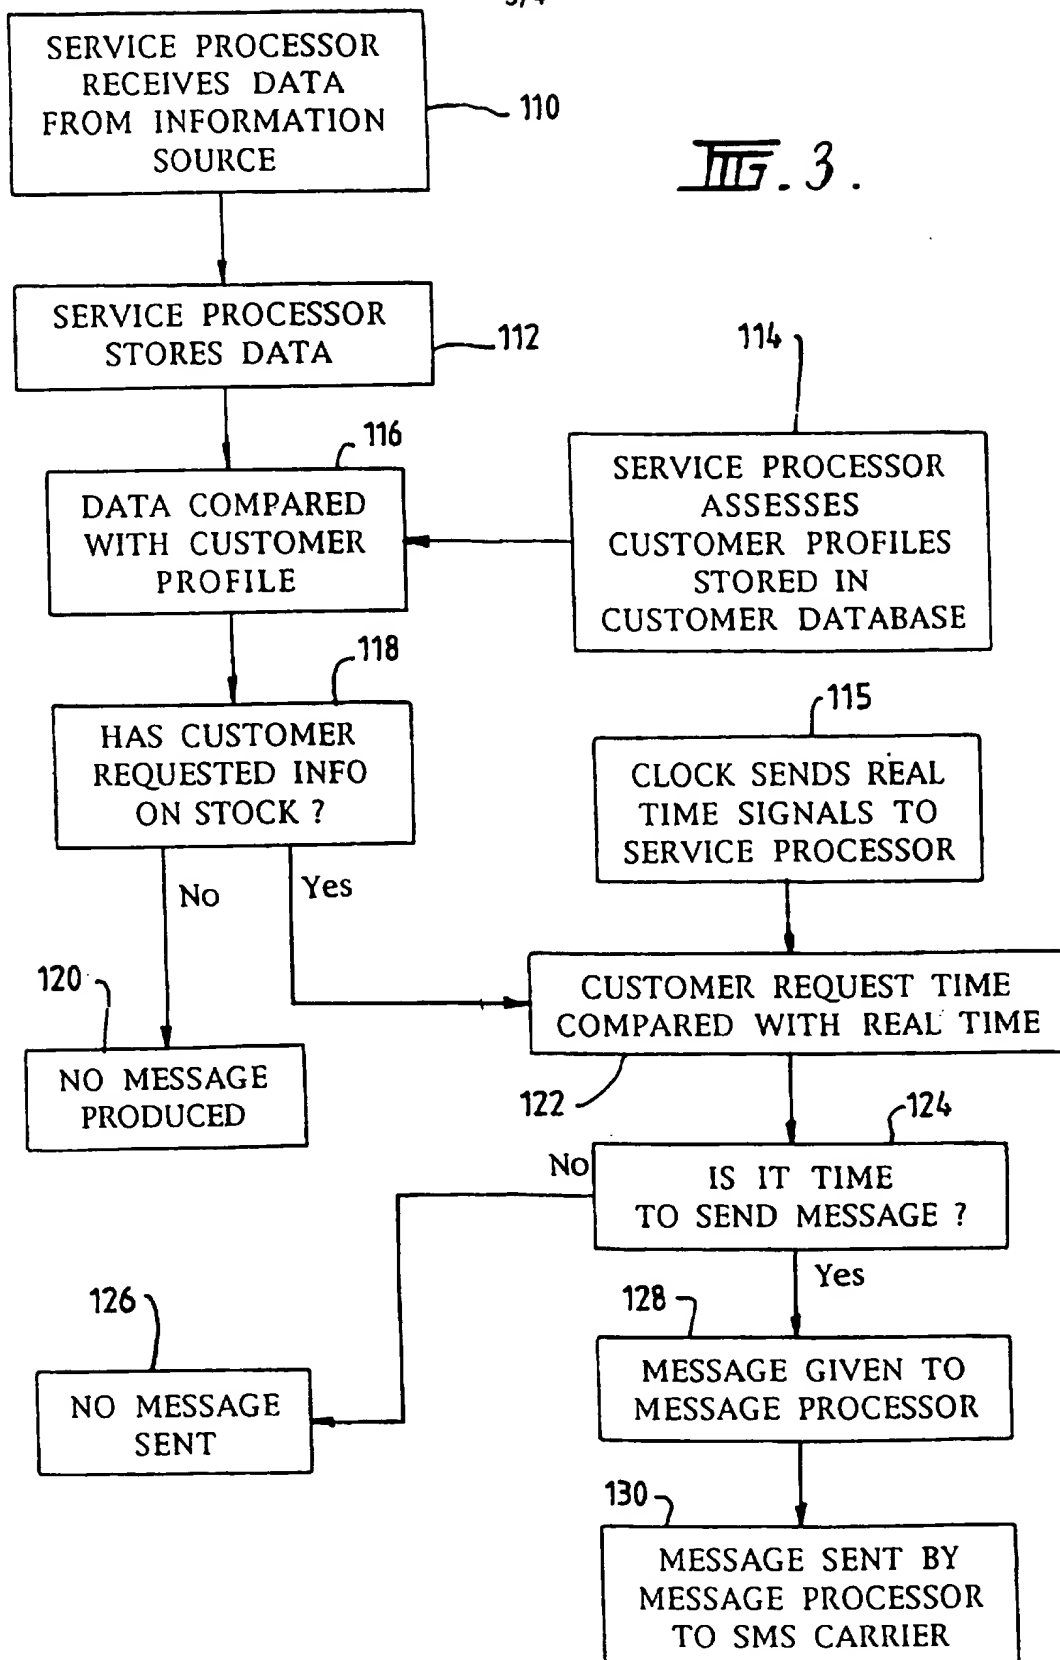 3/4
SERVICE PROCESSOR
RECEIVES DATA
FROM INFORMATION
SOURCE
110
FIG. 3.
SERVICE PROCESSOR
STORES DATA
112
114
116
DATA COMPARED
WITH CUSTOMER
PROFILE
SERVICE PROCESSOR
ASSESSES
CUSTOMER PROFILES
STORED IN
CUSTOMER DATABASE
118
HAS CUSTOMER
REQUESTED INFO
ON STOCK ?
115
CLOCK SENDS REAL
TIME SIGNALS TO
SERVICE PROCESSOR
No
Yes
120
NO MESSAGE
PRODUCED
CUSTOMER REQUEST TIME
COMPARED WITH REAL TIME
122
124
IS IT TIME
TO SEND MESSAGE ?
No
Yes
126
NO MESSAGE
SENT
128
MESSAGE GIVEN TO
MESSAGE PROCESSOR
130
MESSAGE SENT BY
MESSAGE PROCESSOR
TO SMS CARRIER